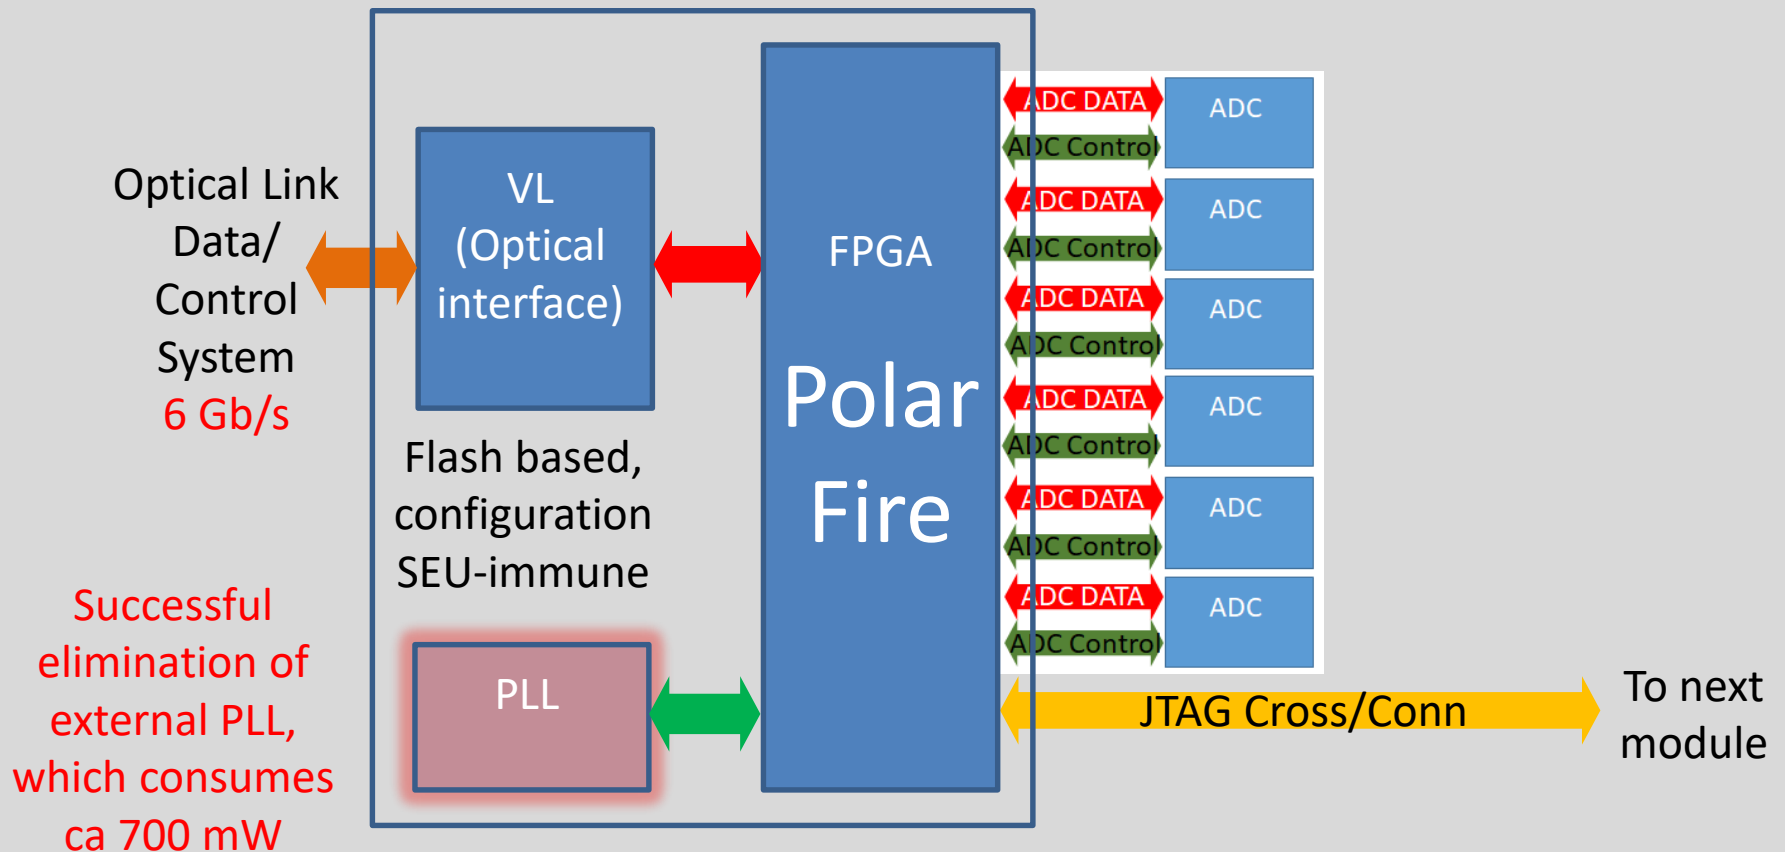 Optical Link
Data/
Control
System
6 Gb/s
VL
(Optical
interface)
Flash based,
configuration
SEU-immune
Successful
elimination of
external PLL,
which consumes
ca 700 mW
PLL
FPGA
Polar
Fire
ADC DATA
ADC Control
ADC
ADC DATA
ADC Control
ADC
ADC DATA
ADC Control
ADC
ADC DATA
ADC Control
ADC
ADC DATA
ADC Control
ADC
ADC DATA
ADC Control
ADC
JTAG Cross/Conn
To next
module